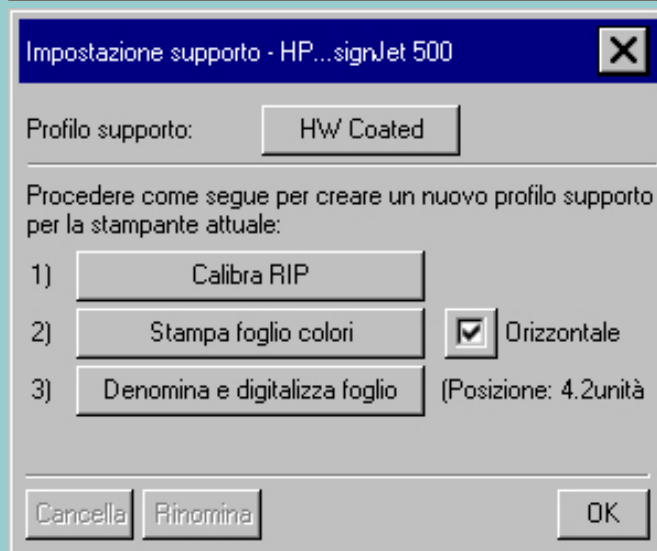 Impostazione supporto - HP...signJet 500
Profilo supporto: HW Coated
Procedere come segue per creare un nuovo profilo supporto
per la stampante attuale:
1) Calibra RIP
2) Stampa foglio colori Orizzontale
3) Denomina e digitalizza foglio (Posizione: 4.2unità
Cancella Rinomina OK